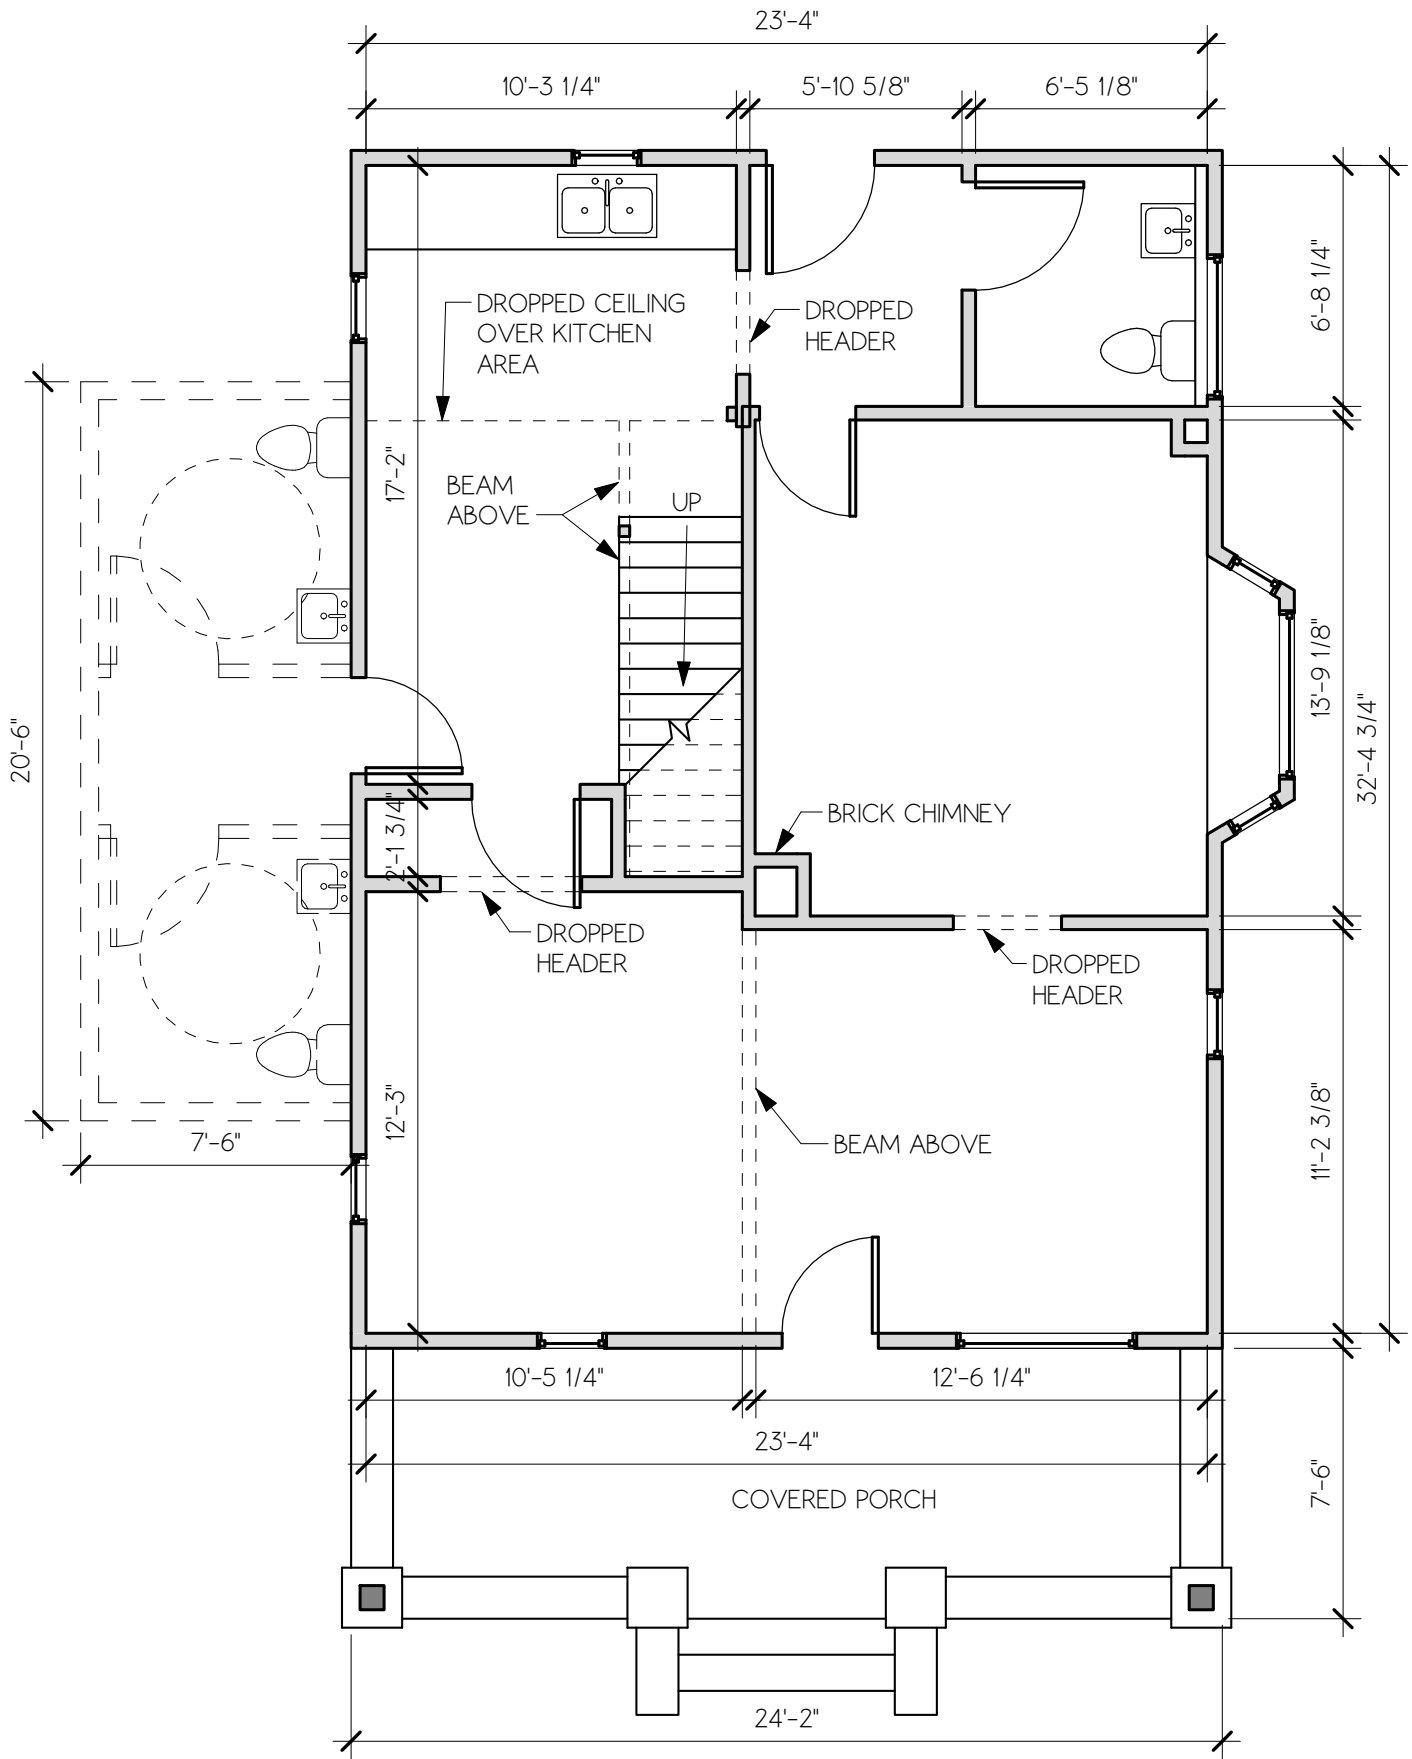 23'-4"
10'-3 1/4"
5'-10 5/8"
6'-5 1/8"
6'-8 1/4"
DROPPED CEILING
OVER KITCHEN
AREA
DROPPED
HEADER
17'-2"
BEAM
ABOVE
UP
13'-9 1/8"
32'-4 3/4"
20'-6"
2'-1 3/4"
BRICK CHIMNEY
DROPPED
HEADER
DROPPED
HEADER
12'-3"
7'-6"
BEAM ABOVE
11'-2 3/8"
10'-5 1/4"
12'-6 1/4"
23'-4"
COVERED PORCH
7'-6"
24'-2"